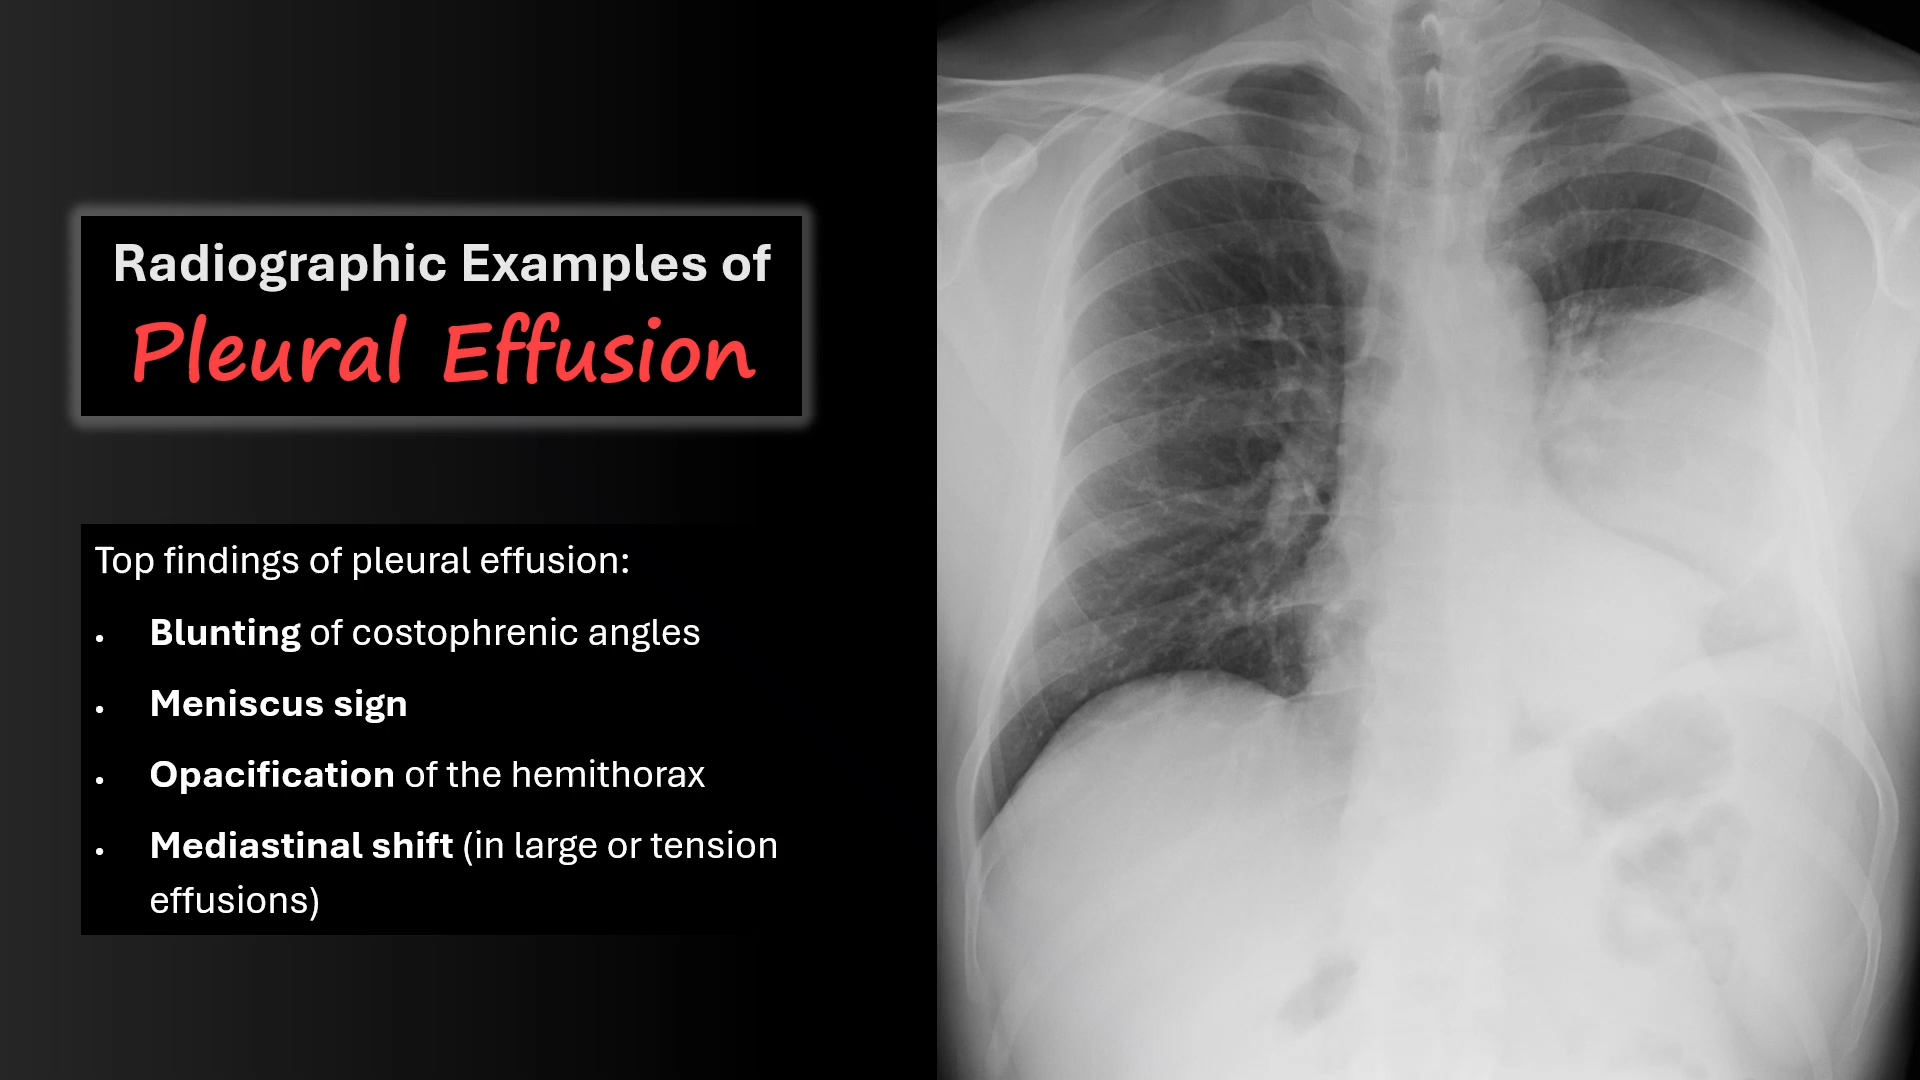 Radiographic Examples of
Pleural Effusion
Top findings of pleural effusion:
• Blunting of costophrenic angles
• Meniscus sign
• Opacification of the hemithorax
• Mediastinal shift (in large or tension
effusions)